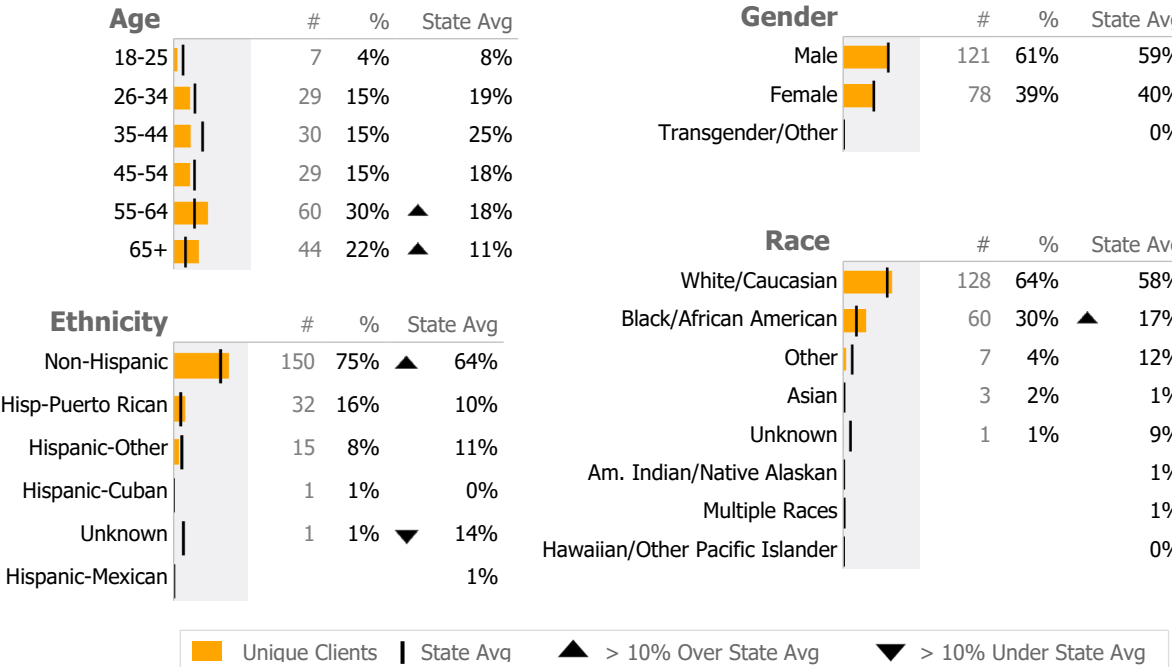 Age # % State Avg
18-25 7 4% 8%
26-34 29 15% 19%
35-44 30 15% 25%
45-54 29 15% 18%
55-64 60 30% ▲ 18%
65+ 44 22% ▲ 11%
Ethnicity # % State Avg
Non-Hispanic 150 75% ▲ 64%
Hisp-Puerto Rican 32 16% 10%
Hispanic-Other 15 8% 11%
Hispanic-Cuban 1 1% 0%
Unknown 1 1% ▼ 14%
Hispanic-Mexican 1%
Gender # % State Avg
Male 121 61% 59%
Female 78 39% 40%
Transgender/Other 0%
Race # % State Avg
White/Caucasian 128 64% 58%
Black/African American 60 30% ▲ 17%
Other 7 4% 12%
Asian 3 2% 1%
Unknown 1 1% 9%
Am. Indian/Native Alaskan 1%
Multiple Races 1%
Hawaiian/Other Pacific Islander 0%
Unique Clients State Avg ▲ > 10% Over State Avg ▼ > 10% Under State Avg